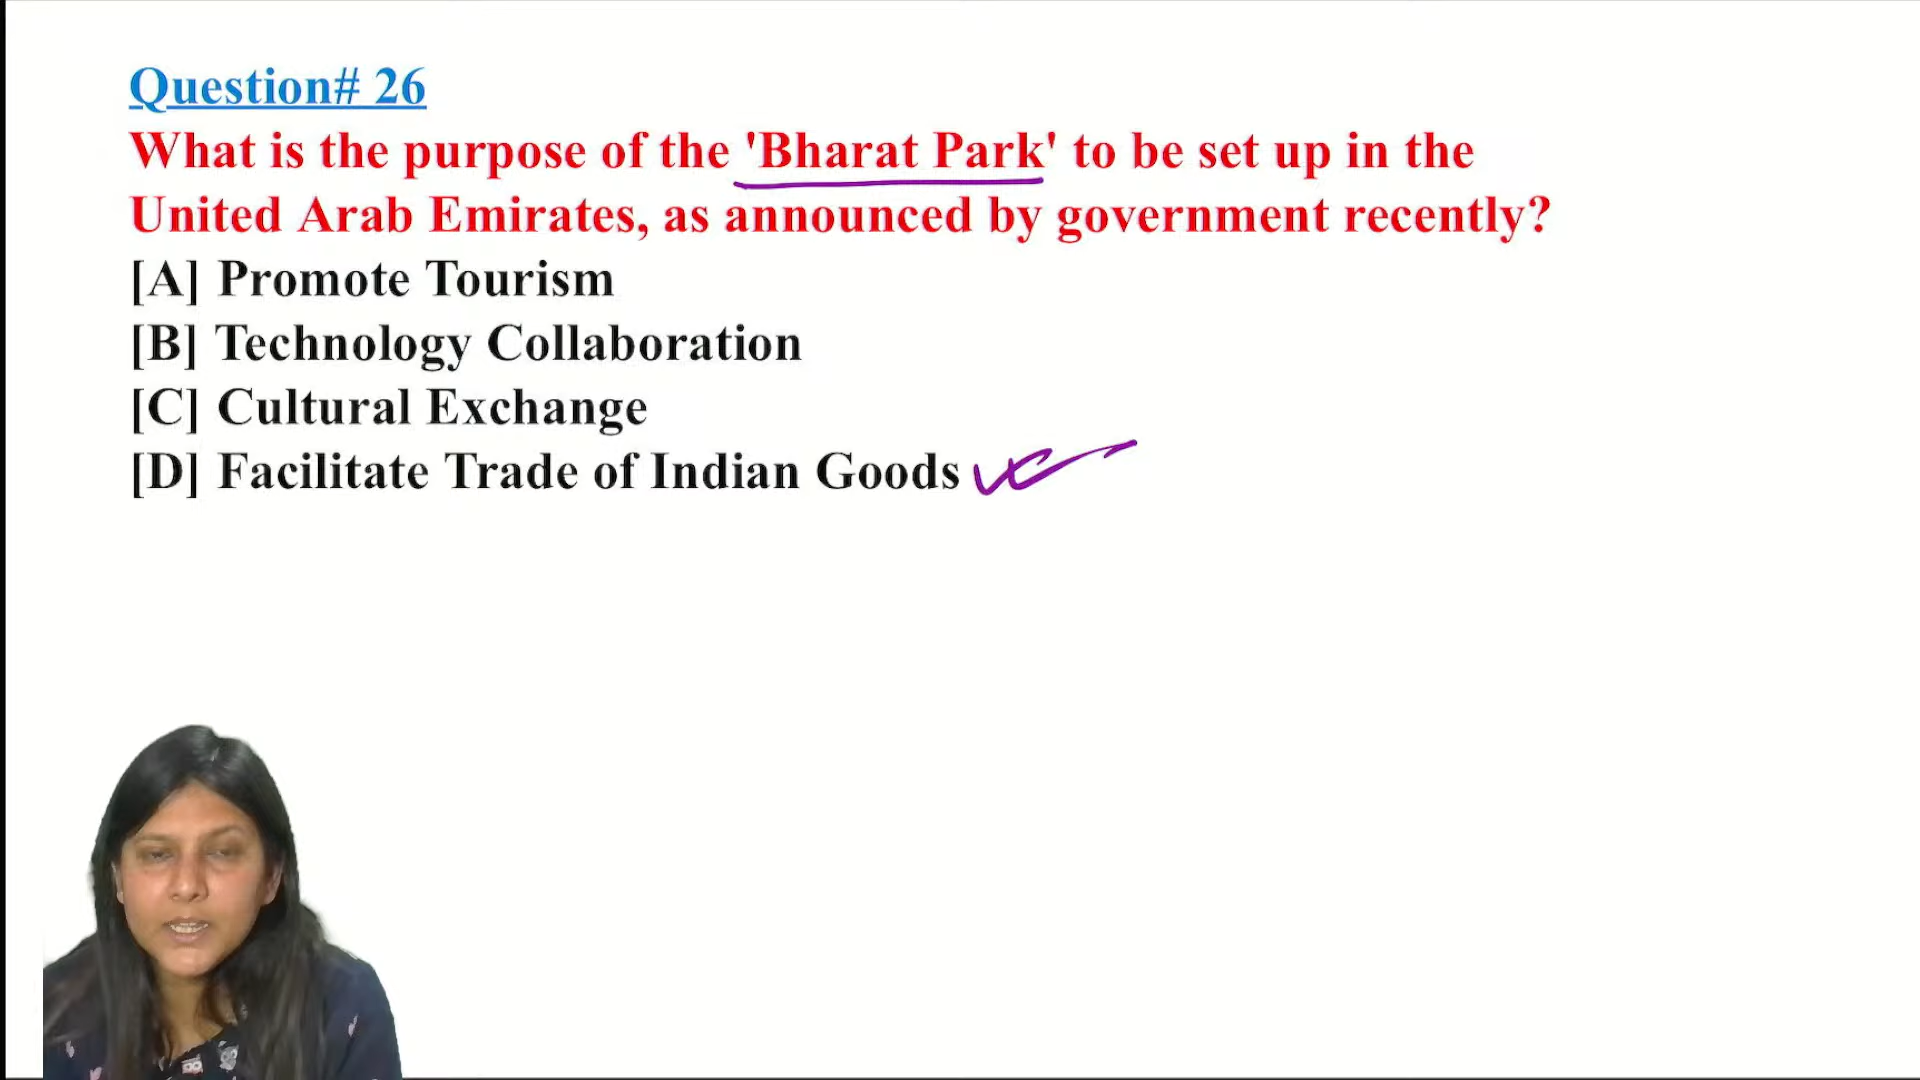 Question# 26
What is the purpose of the 'Bharat Park' to be set up in the
United Arab Emirates, as announced by government recently?
[A] Promote Tourism
[B] Technology Collaboration
[C] Cultural Exchange
[D] Facilitate Trade of Indian Goods